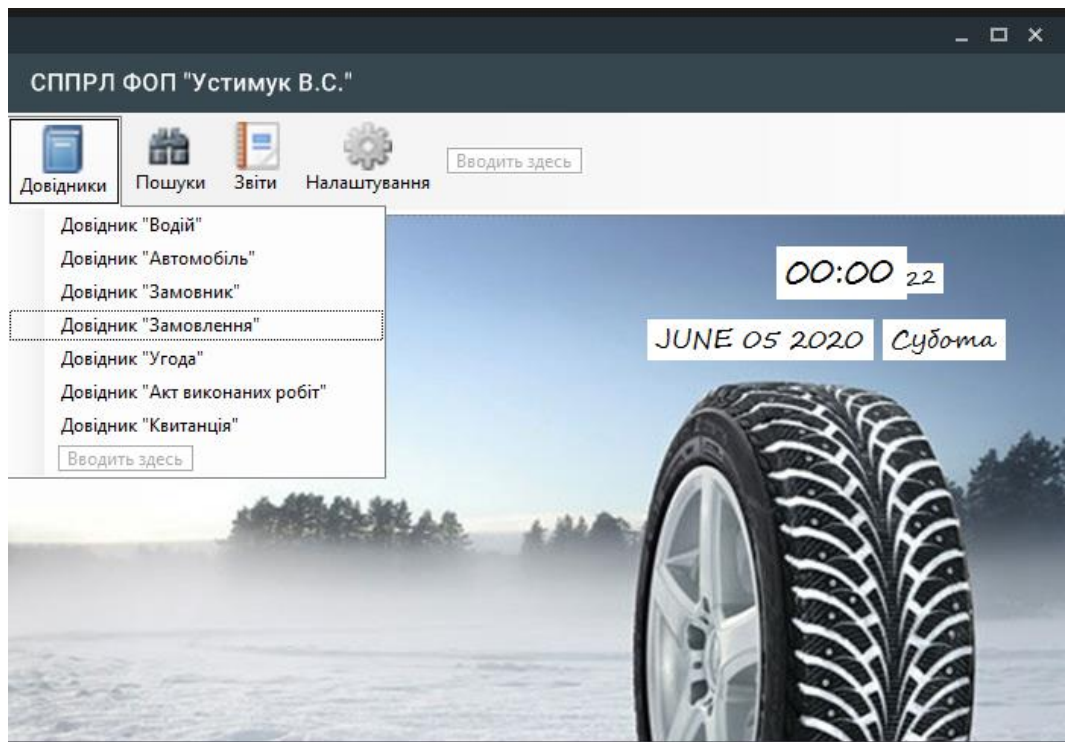 СППРЛ ФОП "Устимук В.С."
Довідники Пошуки Звіти Налаштування Вводить здесь
Довідник "Водій"
Довідник "Автомобіль"
Довідник "Замовник"
Довідник "Замовлення"
Довідник "Угода"
Довідник "Акт виконаних робіт"
Довідник "Квитанція"
Вводить здесь
00:00 22
JUNE 05 2020 Субота